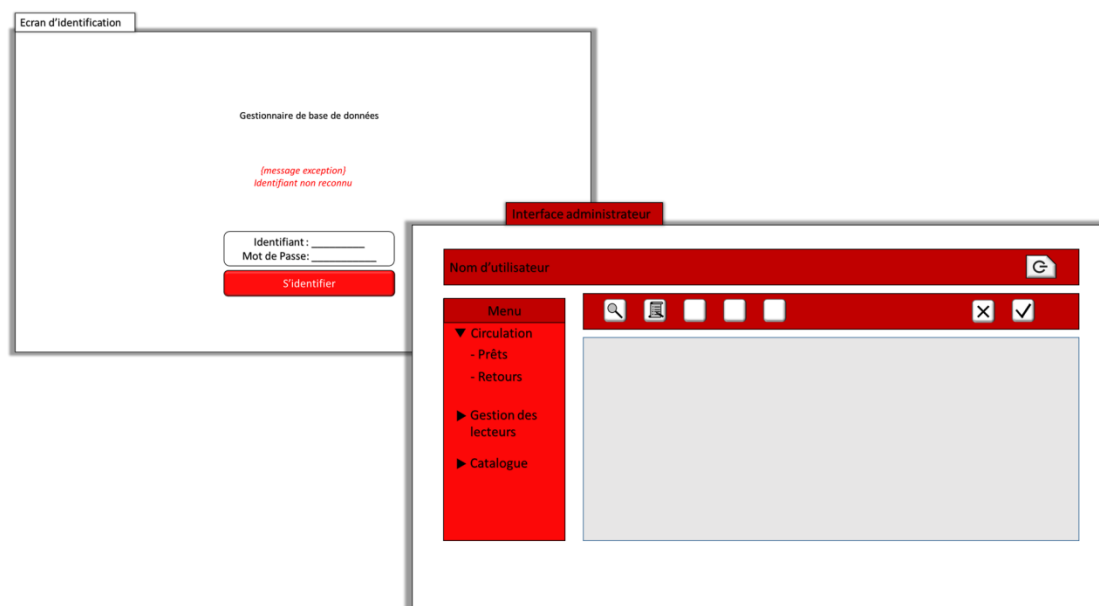 Ecran d'identification
Gestionnaire de base de données
{message exception}
Identifiant non reconnu
Identifiant : _________
Mot de Passe: ___________
S'identifier
Interface administrateur
Nom d'utilisateur
Menu
▼ Circulation
- Prêts
- Retours
▶ Gestion des
lecteurs
▶ Catalogue